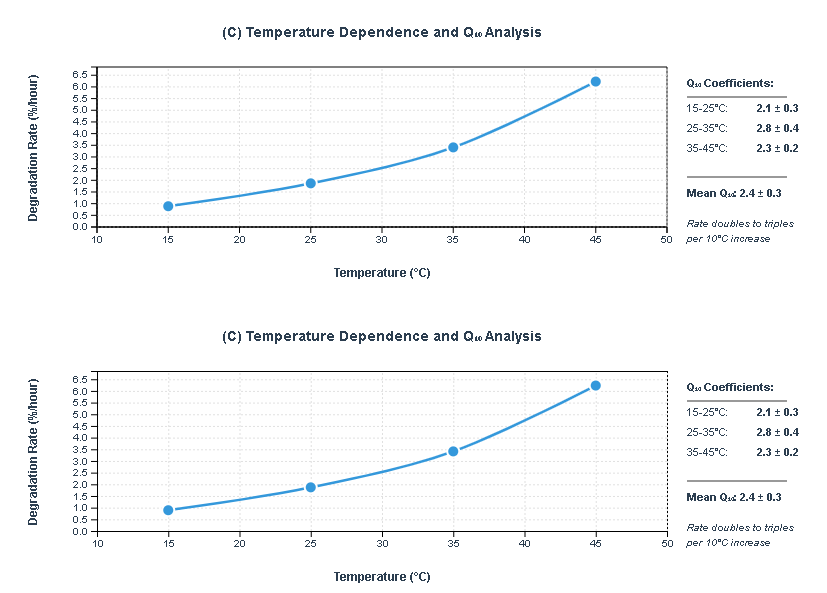 (C) Temperature Dependence and Q₁₀ Analysis
Degradation Rate (%/hour)
6.5
6.0
5.5
5.0
4.5
4.0
3.5
3.0
2.5
2.0
1.5
1.0
0.5
0.0
10 15 20 25 30 35 40 45 50
Temperature (°C)
Q₁₀ Coefficients:
15-25°C: 2.1 ± 0.3
25-35°C: 2.8 ± 0.4
35-45°C: 2.3 ± 0.2
Mean Q₁₀: 2.4 ± 0.3
Rate doubles to triples
per 10°C increase
(C) Temperature Dependence and Q₁₀ Analysis
Degradation Rate (%/hour)
6.5
6.0
5.5
5.0
4.5
4.0
3.5
3.0
2.5
2.0
1.5
1.0
0.5
0.0
10 15 20 25 30 35 40 45 50
Temperature (°C)
Q₁₀ Coefficients:
15-25°C: 2.1 ± 0.3
25-35°C: 2.8 ± 0.4
35-45°C: 2.3 ± 0.2
Mean Q₁₀: 2.4 ± 0.3
Rate doubles to triples
per 10°C increase